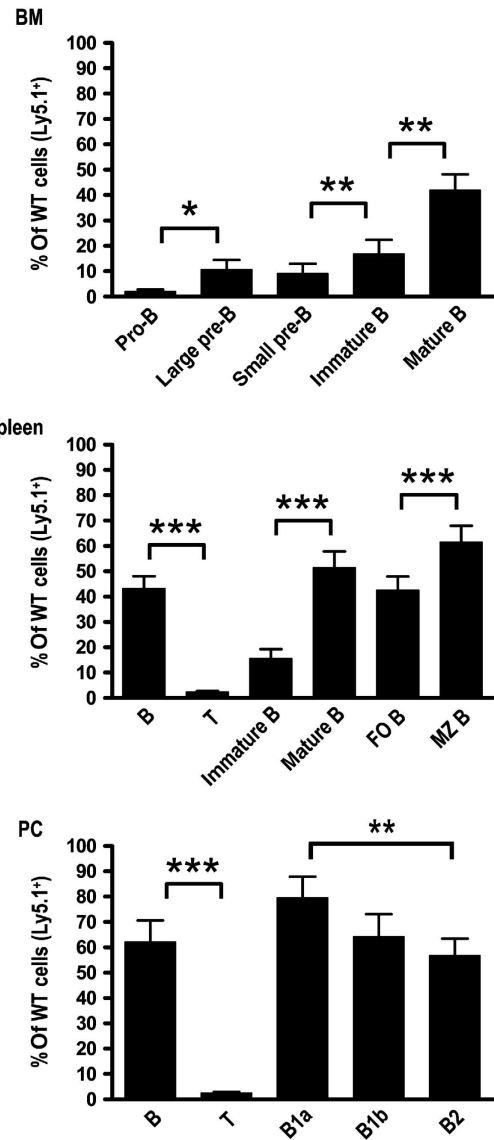 BM
% Of WT cells (Ly5.1⁺)
100
90
80
70
60
50
40
30
20
10
0
*
**
**
Pro-B
Large pre-B
Small pre-B
Immature B
Mature B
pleen
% Of WT cells (Ly5.1⁺)
100
90
80
70
60
50
40
30
20
10
0
***
***
***
B
T
Immature B
Mature B
FO B
MZ B
PC
% Of WT cells (Ly5.1⁺)
100
90
80
70
60
50
40
30
20
10
0
***
**
B
T
B1a
B1b
B2